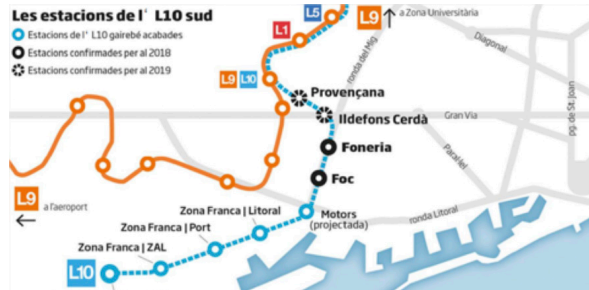 Les estacions de l' L10 sud
Estacions de l' L10 gairebé acabades
Estacions confirmades per al 2018
Estacions confirmades per al 2019
L1
L5
L9
a Zona Universitària
ronda del Mig
Diagonal
pg. de St. Joan
L9 L10
Provençana
Ildefons Cerdà
Gran Via
Foneria
Paral·lel
Foc
L9
a l'aeroport
Zona Franca | Litoral
Motors
(projectada)
ronda Litoral
Zona Franca | Port
Zona Franca | ZAL
L10